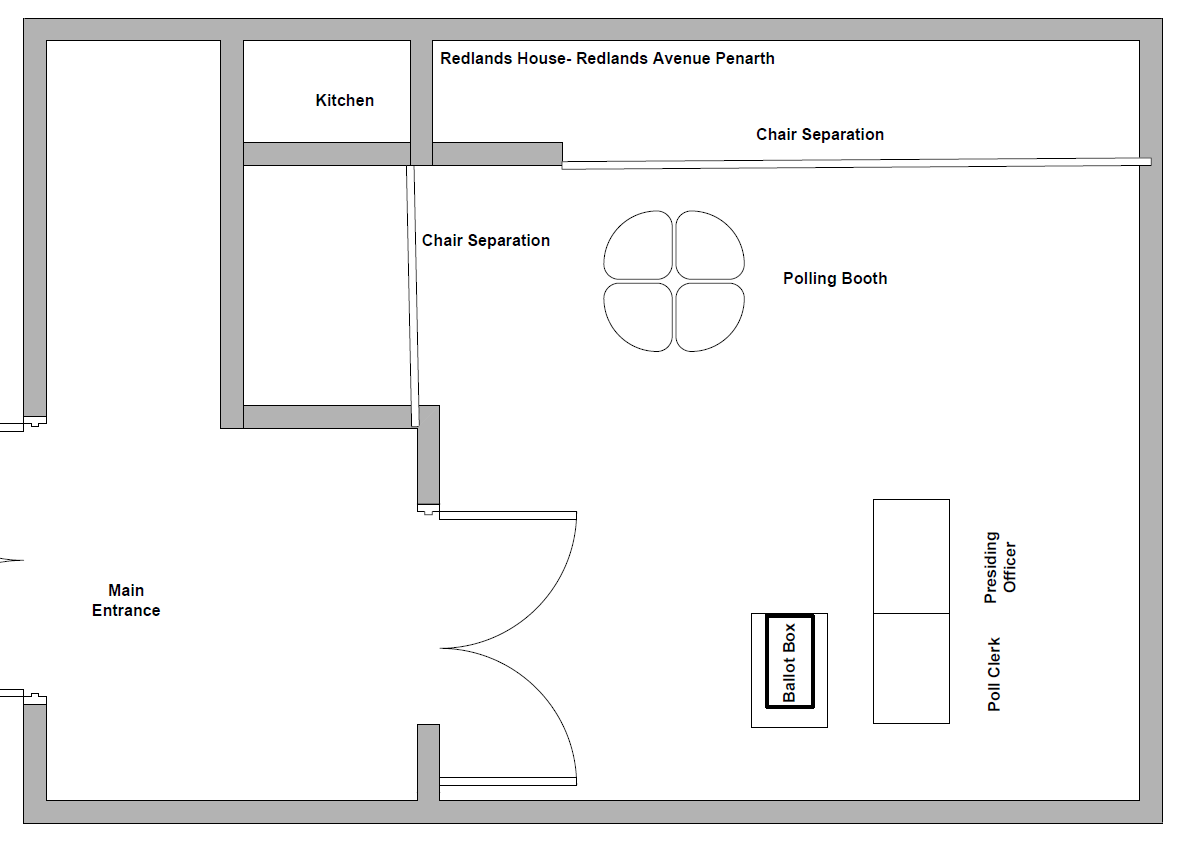 Redlands House- Redlands Avenue Penarth
Kitchen
Chair Separation
Chair Separation
Polling Booth
Presiding
Officer
Main
Entrance
Ballot Box
Poll Clerk